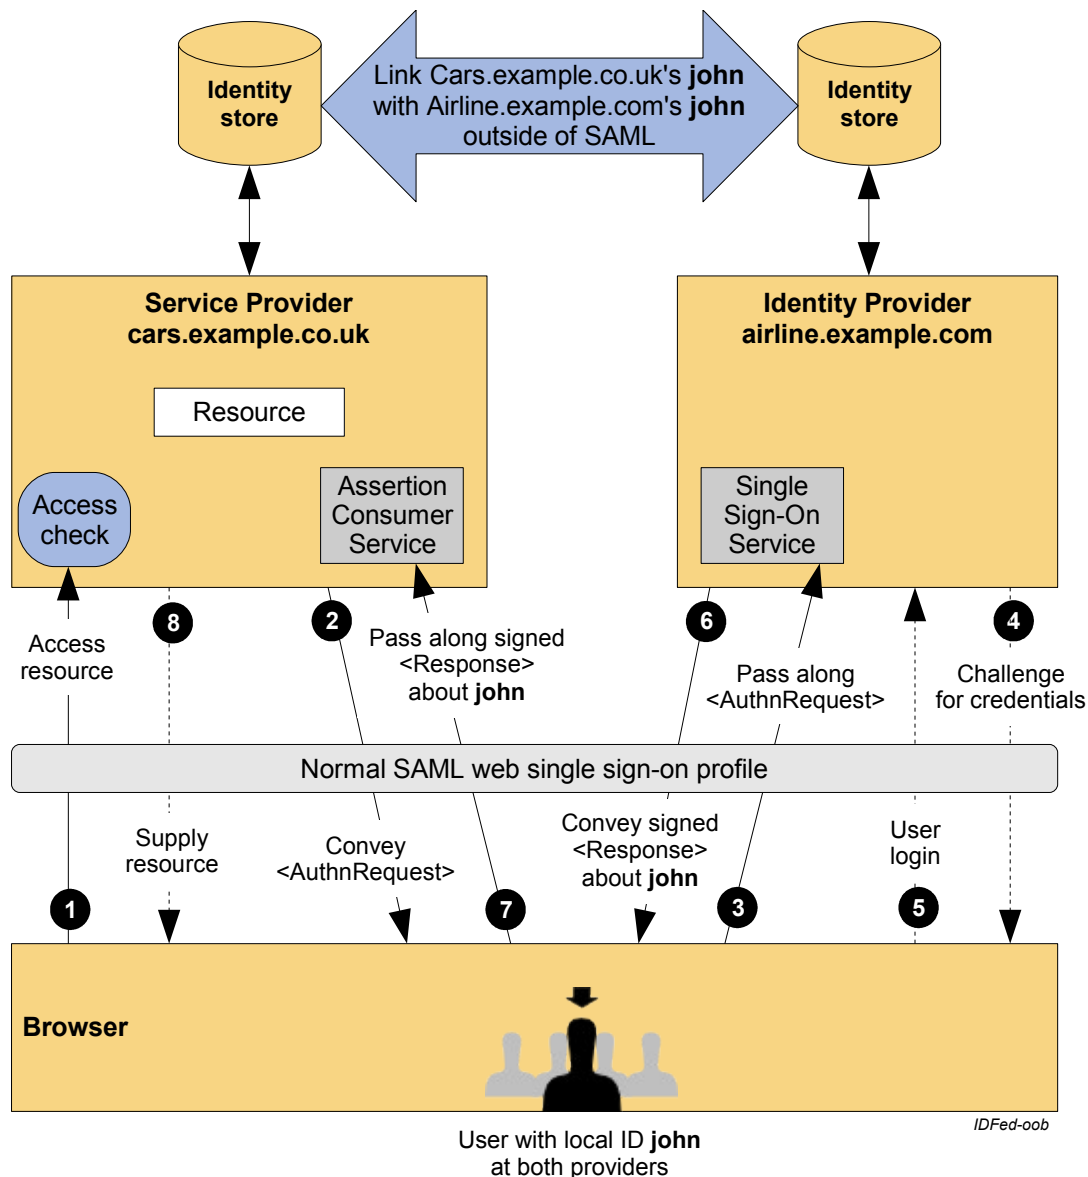 Identity
store
Link Cars.example.co.uk's john
with Airline.example.com's john
outside of SAML
Identity
store
Service Provider
cars.example.co.uk
Resource
Access
check
Assertion
Consumer
Service
Identity Provider
airline.example.com
Single
Sign-On
Service
Access
resource
8
2
Pass along signed
<Response>
about john
6
Pass along
<AuthnRequest>
4
Challenge
for credentials
Normal SAML web single sign-on profile
1
Supply
resource
Convey
<AuthnRequest>
7
Convey signed
<Response>
about john
3
User
login
5
Browser
IDFed-oob
User with local ID john
at both providers